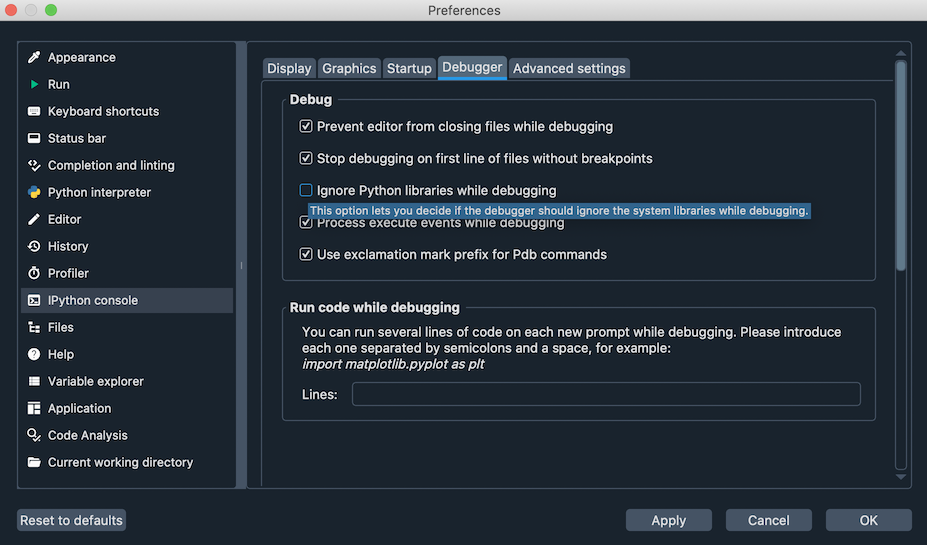 Preferences
Appearance
Run
Keyboard shortcuts
Status bar
Completion and linting
Python interpreter
Editor
History
Profiler
IPython console
Files
Help
Variable explorer
Application
Code Analysis
Current working directory
Display
Graphics
Startup
Debugger
Advanced settings
Debug
Prevent editor from closing files while debugging
Stop debugging on first line of files without breakpoints
Ignore Python libraries while debugging
This option lets you decide if the debugger should ignore the system libraries while debugging.
Process execute events while debugging
Use exclamation mark prefix for Pdb commands
Run code while debugging
You can run several lines of code on each new prompt while debugging. Please introduce
each one separated by semicolons and a space, for example:
import matplotlib.pyplot as plt
Lines:
Reset to defaults
Apply
Cancel
OK